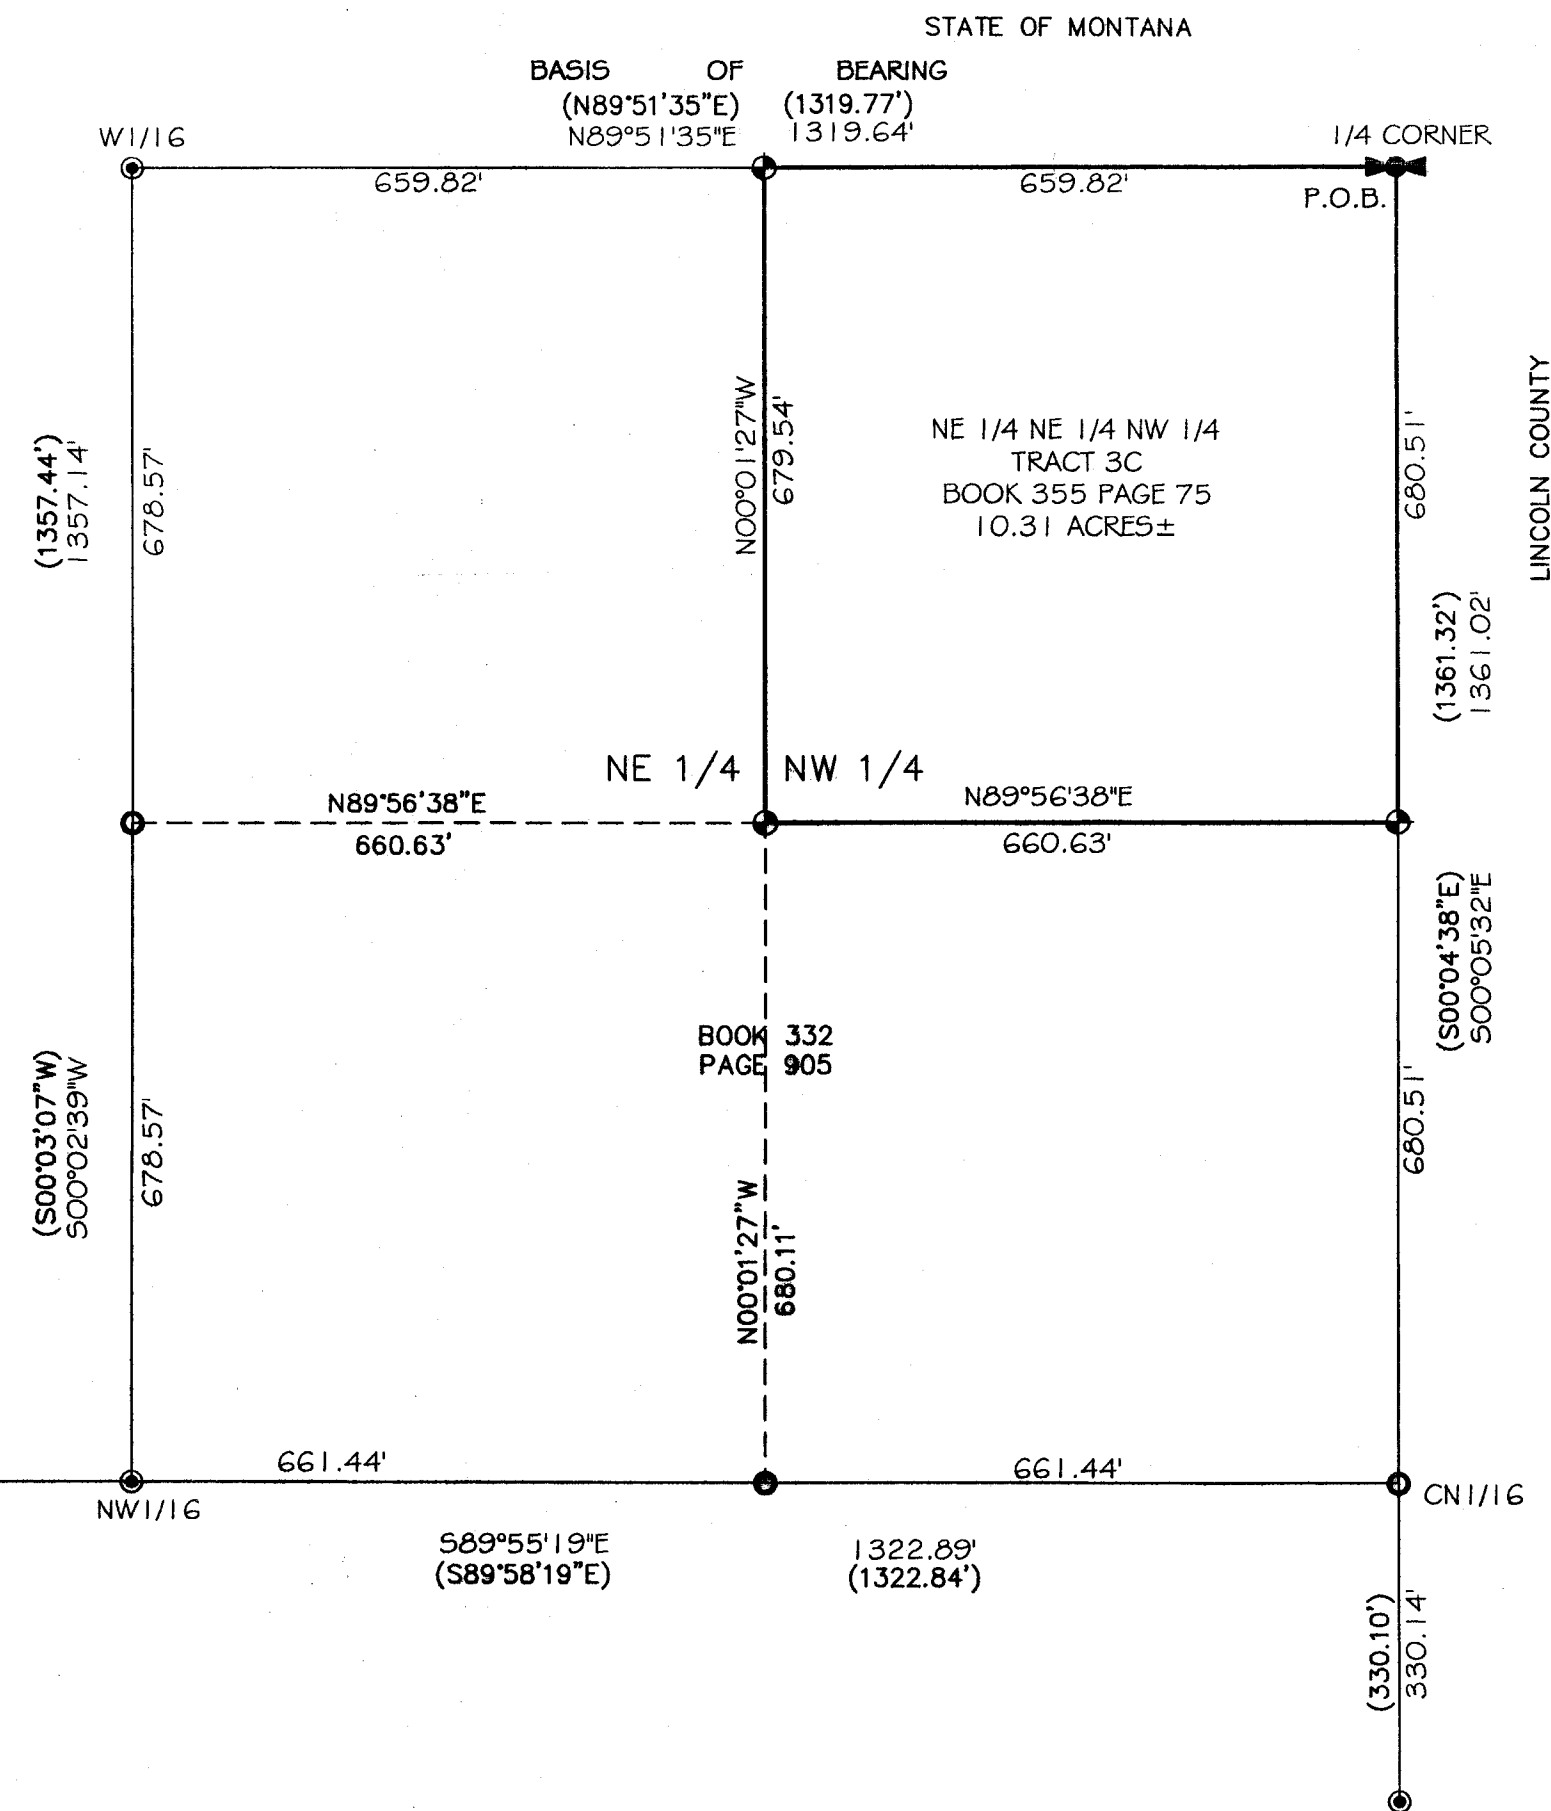 STATE OF MONTANA
BASIS OF BEARING
(N89°51'35"E) (1319.77')
N89°51'35"E 1319.64'
W1/16
1/4 CORNER
659.82'
659.82'
P.O.B.
(1357.44')
1357.14'
678.57'
N00°01'27"W
679.54'
NE 1/4 NE 1/4 NW 1/4
TRACT 3C
BOOK 355 PAGE 75
10.31 ACRES±
680.51'
LINCOLN COUNTY
(1361.32')
1361.02'
NE 1/4 NW 1/4
N89°56'38"E
660.63'
N89°56'38"E
660.63'
(S00°04'38"E)
S00°05'32"E
BOOK 332
PAGE 905
(S00°03'07"W)
S00°02'39"W
678.57'
N00°01'27"W
680.11'
680.51'
661.44'
661.44'
NW1/16
CN1/16
S89°55'19"E 1322.89'
(S89°58'19"E) (1322.84')
(330.10')
330.14'